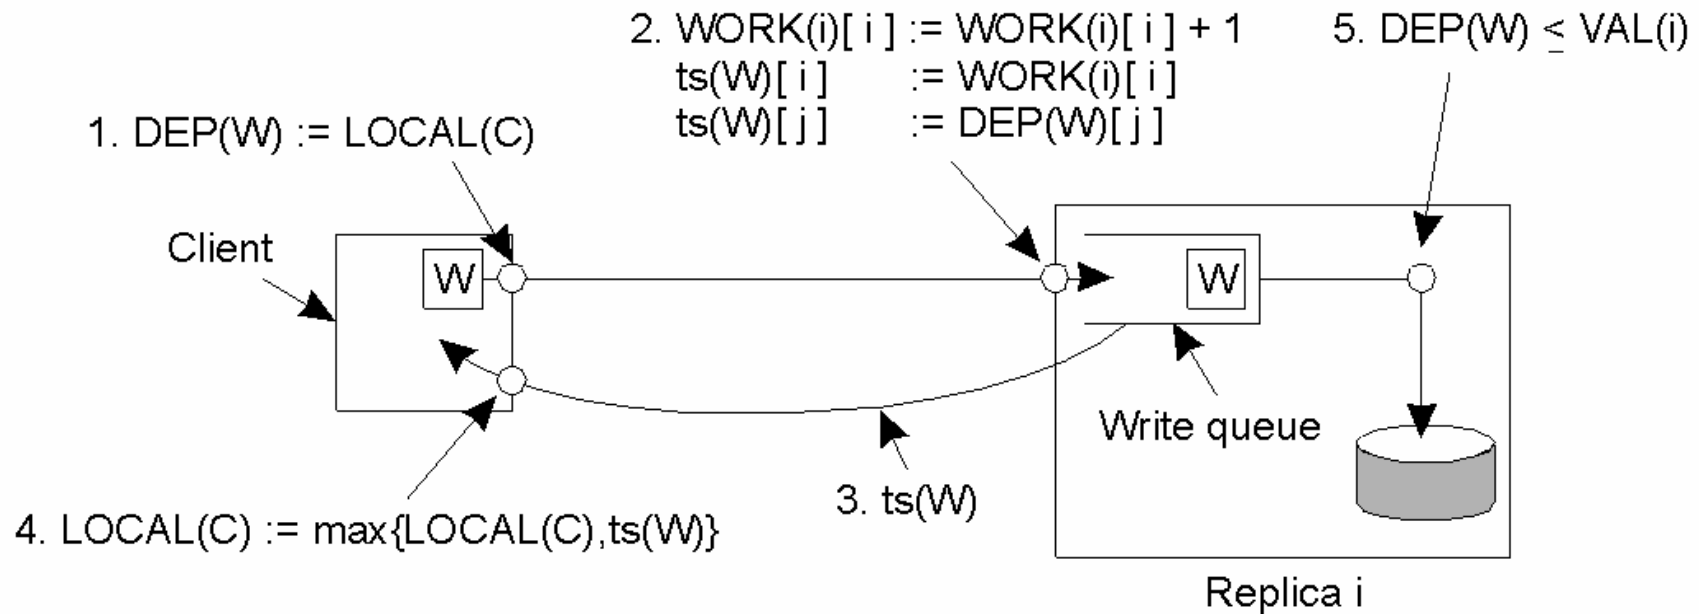 2. WORK(i)[ i ] := WORK(i)[ i ] + 1
ts(W)[ i ] := WORK(i)[ i ]
ts(W)[ j ] := DEP(W)[ j ]
5. DEP(W) ≤ VAL(i)
1. DEP(W) := LOCAL(C)
Client
W
W
Write queue
3. ts(W)
4. LOCAL(C) := max{LOCAL(C),ts(W)}
Replica i